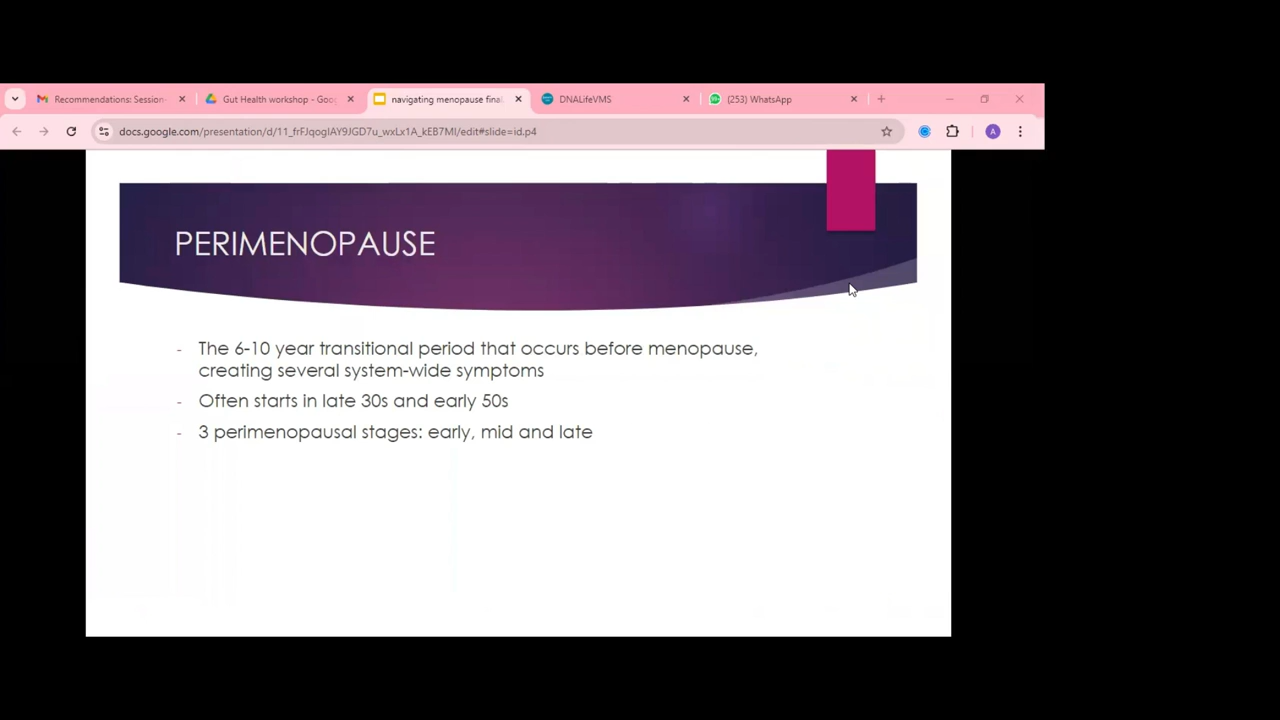 Recommendations: Session
Gut Health workshop - Goo
navigating menopause final
DNALifeVMS
(253) WhatsApp
docs.google.com/presentation/d/11_frFJqogIAY9JGD7u_wxLx1A_kEB7MI/edit#slide=id.p4
A
PERIMENOPAUSE
- The 6-10 year transitional period that occurs before menopause,
creating several system-wide symptoms
- Often starts in late 30s and early 50s
- 3 perimenopausal stages: early, mid and late